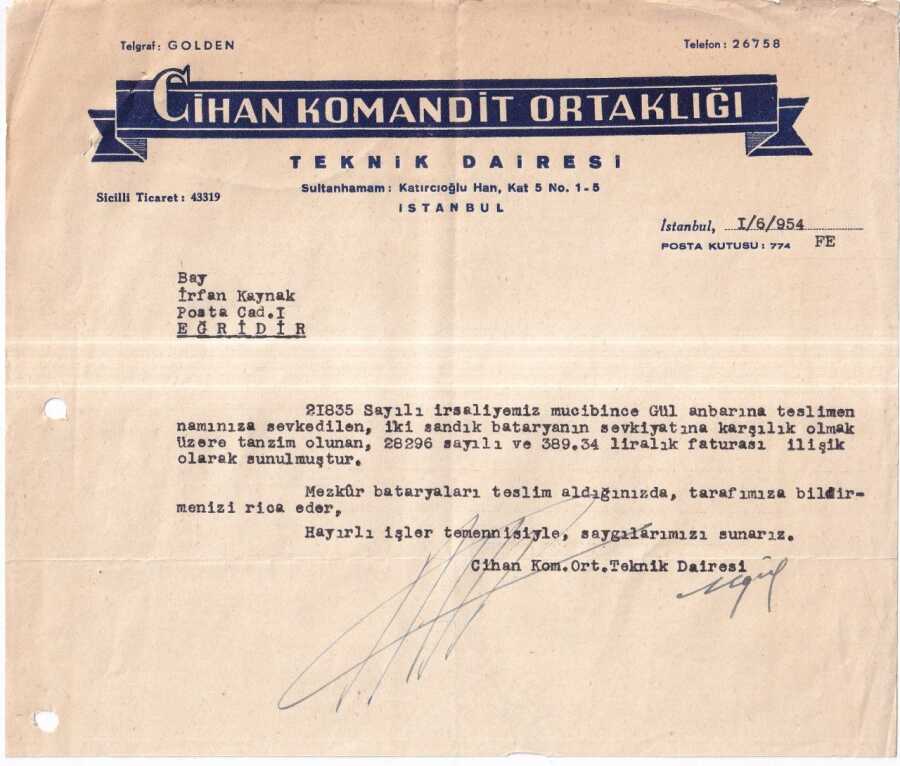 Telgraf: GOLDEN
Telefon: 26758
CİHAN KOMANDİT ORTAKLIĞI
TEKNİK DAİRESİ
Sultanhamam: Katırcıoğlu Han, Kat 5 No. 1-5
İSTANBUL
Sicilli Ticaret: 43319
İstanbul, I/6/954
POSTA KUTUSU: 774 FE
Bay
İrfan Kaynak
Posta Cad.I
EĞRİDİR
21835 Sayılı irsaliyemiz mucibince Gül anbarına teslimen
namınıza sevkedilen, iki sandık bataryanın sevkiyatına karşılık olmak
üzere tanzim olunan, 28296 sayılı ve 389.34 liralık faturası ilişik
olarak sunulmuştur.
Mezkûr bataryaları teslim aldığınızda, tarafımıza bildir-
menizi rica eder,
Hayırlı işler temennisiyle, saygılarımızı sunarız.
Cihan Kom.Ort.Teknik Dairesi